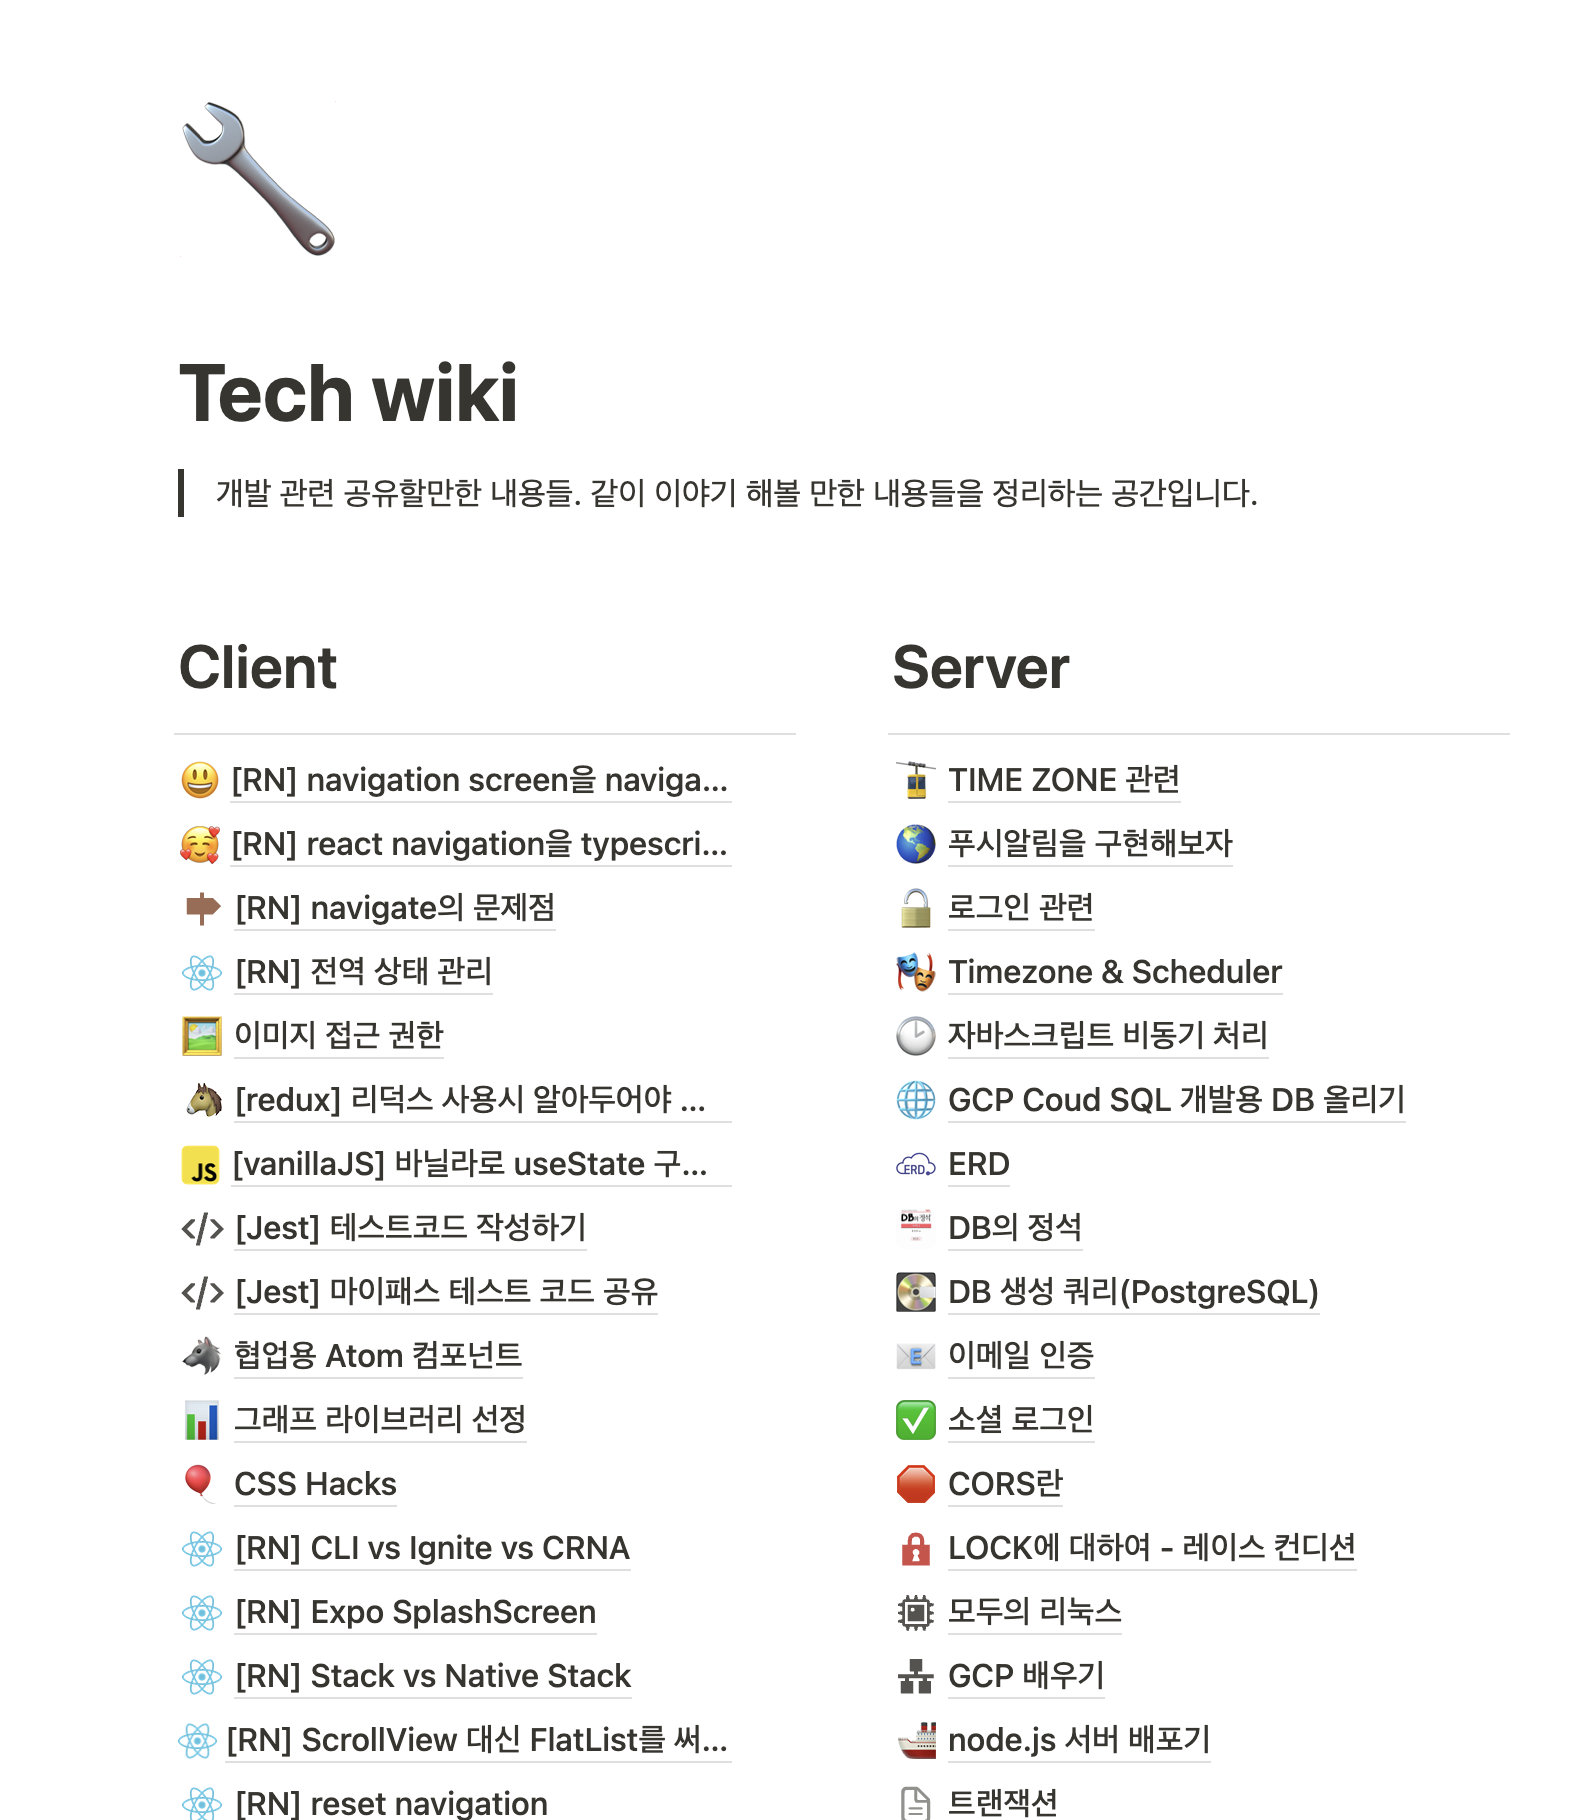 Tech wiki
개발 관련 공유할만한 내용들. 같이 이야기 해볼 만한 내용들을 정리하는 공간입니다.
Client
[RN] navigation screen을 naviga...
[RN] react navigation을 typescri...
[RN] navigate의 문제점
[RN] 전역 상태 관리
이미지 접근 권한
[redux] 리덕스 사용시 알아두어야 ...
JS [vanillaJS] 바닐라로 useState 구...
</> [Jest] 테스트코드 작성하기
</> [Jest] 마이패스 테스트 코드 공유
협업용 Atom 컴포넌트
그래프 라이브러리 선정
CSS Hacks
[RN] CLI vs Ignite vs CRNA
[RN] Expo SplashScreen
[RN] Stack vs Native Stack
[RN] ScrollView 대신 FlatList를 써...
[RN] reset navigation
Server
TIME ZONE 관련
푸시알림을 구현해보자
로그인 관련
Timezone & Scheduler
자바스크립트 비동기 처리
GCP Coud SQL 개발용 DB 올리기
ERD ERD
DB의 정석 DB의 정석
DB 생성 쿼리(PostgreSQL)
E 이메일 인증
소셜 로그인
CORS란
LOCK에 대하여 - 레이스 컨디션
모두의 리눅스
GCP 배우기
node.js 서버 배포기
트랜잭션